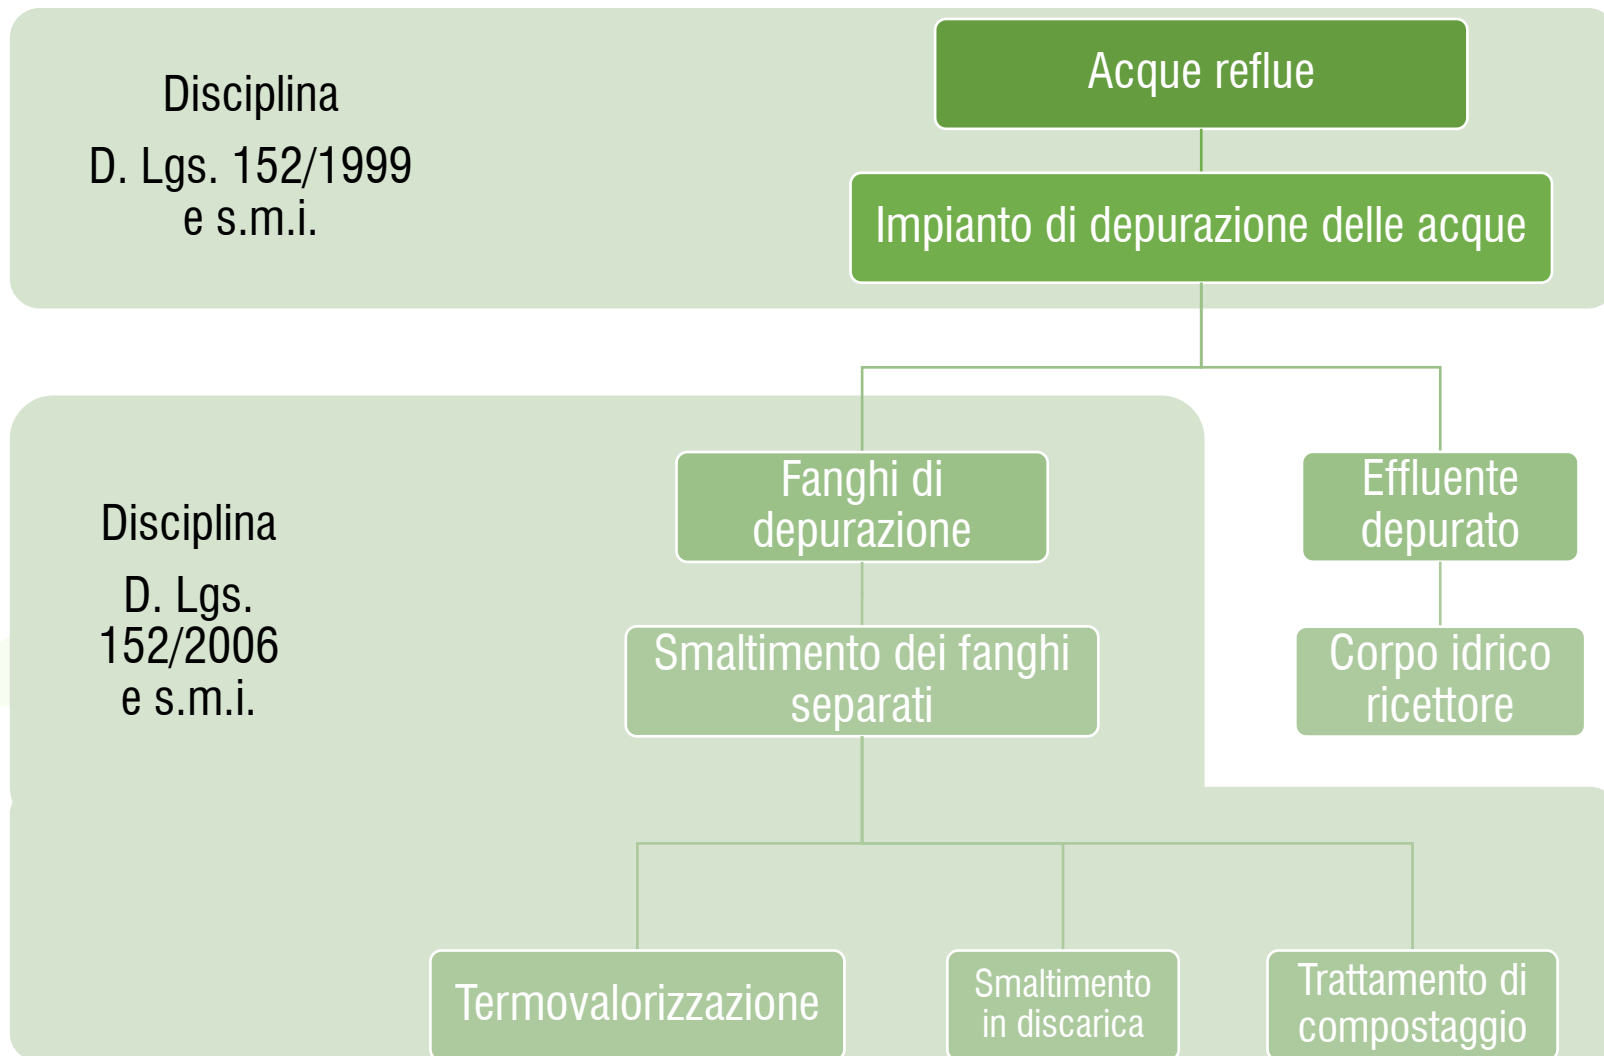 Disciplina
D. Lgs. 152/1999
e s.m.i.
Acque reflue
Impianto di depurazione delle acque
Disciplina
D. Lgs.
152/2006
e s.m.i.
Fanghi di
depurazione
Effluente
depurato
Smaltimento dei fanghi
separati
Corpo idrico
ricettore
Termovalorizzazione
Smaltimento
in discarica
Trattamento di
compostaggio